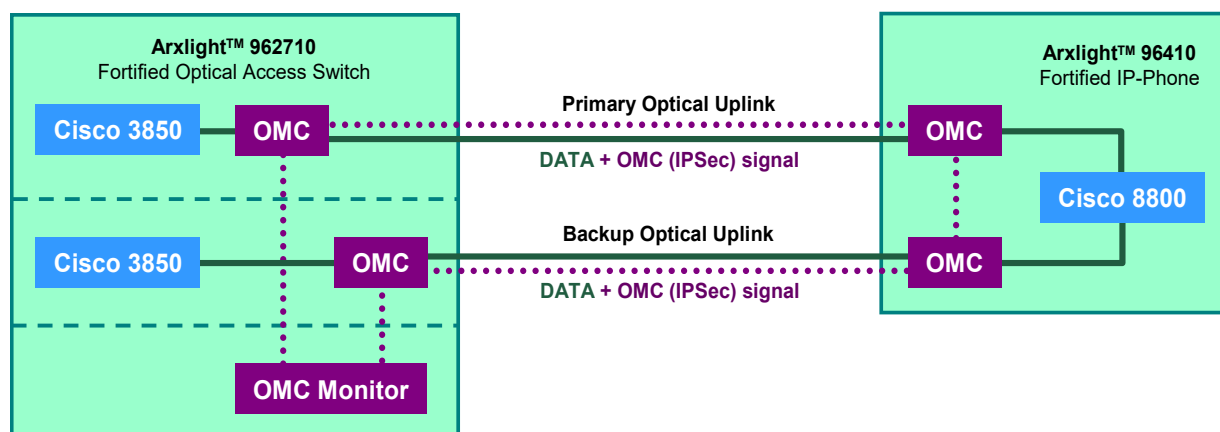 Arxlight™ 962710
Fortified Optical Access Switch
Arxlight™ 96410
Fortified IP-Phone
Cisco 3850
OMC
Primary Optical Uplink
DATA + OMC (IPSec) signal
OMC
Cisco 8800
Cisco 3850
OMC
Backup Optical Uplink
DATA + OMC (IPSec) signal
OMC
OMC Monitor